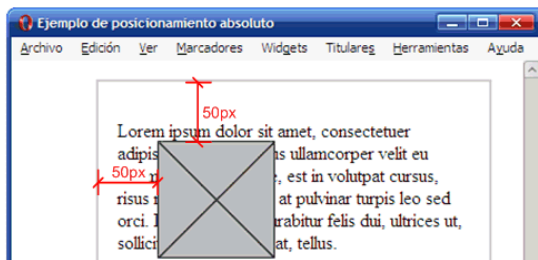 Ejemplo de posicionamiento absoluto
Archivo Edición Ver Marcadores Widgets Titulares Herramientas Ayuda
50px
Lorem ipsum dolor sit amet, consectetuer
adipis s ullamcorper velit eu
50px , est in volutpat cursus,
risus at pulvinar turpis leo sed
orci. rabitur felis dui, ultrices ut,
sollici at, tellus.